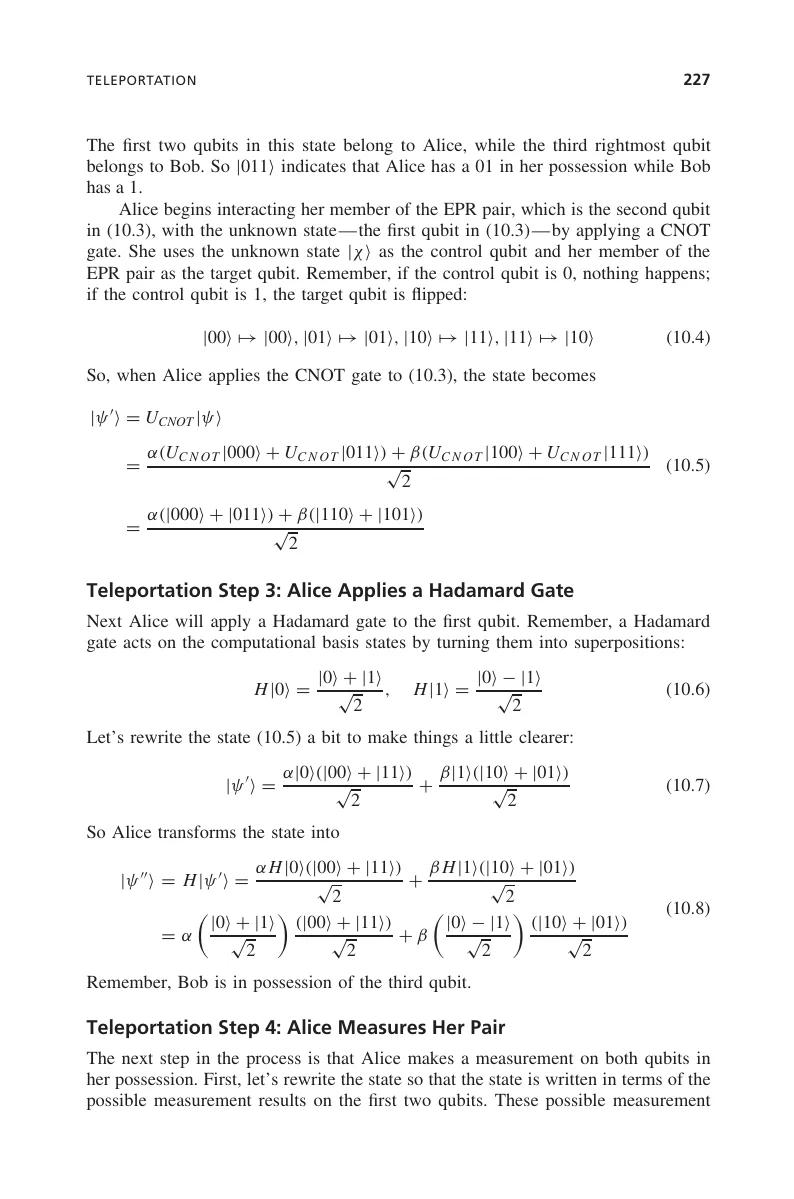 TELEPORTATION 227
The first two qubits in this state belong to Alice, while the third rightmost qubit
belongs to Bob. So |011⟩ indicates that Alice has a 01 in her possession while Bob
has a 1.
Alice begins interacting her member of the EPR pair, which is the second qubit
in (10.3), with the unknown state—the first qubit in (10.3)—by applying a CNOT
gate. She uses the unknown state |χ⟩ as the control qubit and her member of the
EPR pair as the target qubit. Remember, if the control qubit is 0, nothing happens;
if the control qubit is 1, the target qubit is flipped:
|00⟩ ↦ |00⟩, |01⟩ ↦ |01⟩, |10⟩ ↦ |11⟩, |11⟩ ↦ |10⟩ (10.4)
So, when Alice applies the CNOT gate to (10.3), the state becomes
|ψ′⟩ = U_CNOT|ψ⟩
= α(U_CNOT|000⟩ + U_CNOT|011⟩) + β(U_CNOT|100⟩ + U_CNOT|111⟩) / √2 (10.5)
= α(|000⟩ + |011⟩) + β(|110⟩ + |101⟩) / √2
Teleportation Step 3: Alice Applies a Hadamard Gate
Next Alice will apply a Hadamard gate to the first qubit. Remember, a Hadamard
gate acts on the computational basis states by turning them into superpositions:
H|0⟩ = |0⟩ + |1⟩ / √2, H|1⟩ = |0⟩ − |1⟩ / √2 (10.6)
Let's rewrite the state (10.5) a bit to make things a little clearer:
|ψ′⟩ = α|0⟩(|00⟩ + |11⟩) / √2 + β|1⟩(|10⟩ + |01⟩) / √2 (10.7)
So Alice transforms the state into
|ψ″⟩ = H|ψ′⟩ = αH|0⟩(|00⟩ + |11⟩) / √2 + βH|1⟩(|10⟩ + |01⟩) / √2
= α (|0⟩ + |1⟩ / √2) (|00⟩ + |11⟩) / √2 + β (|0⟩ − |1⟩ / √2) (|10⟩ + |01⟩) / √2 (10.8)
Remember, Bob is in possession of the third qubit.
Teleportation Step 4: Alice Measures Her Pair
The next step in the process is that Alice makes a measurement on both qubits in
her possession. First, let's rewrite the state so that the state is written in terms of the
possible measurement results on the first two qubits. These possible measurement